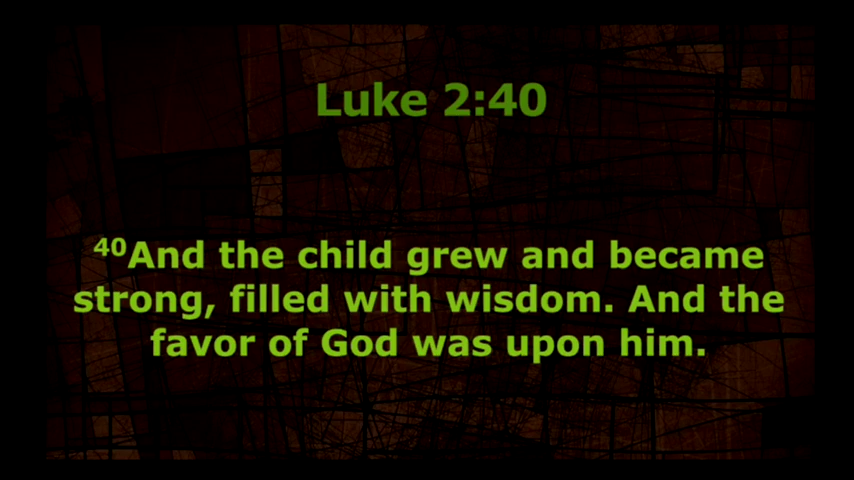 Luke 2:40
⁴⁰And the child grew and became
strong, filled with wisdom. And the
favor of God was upon him.